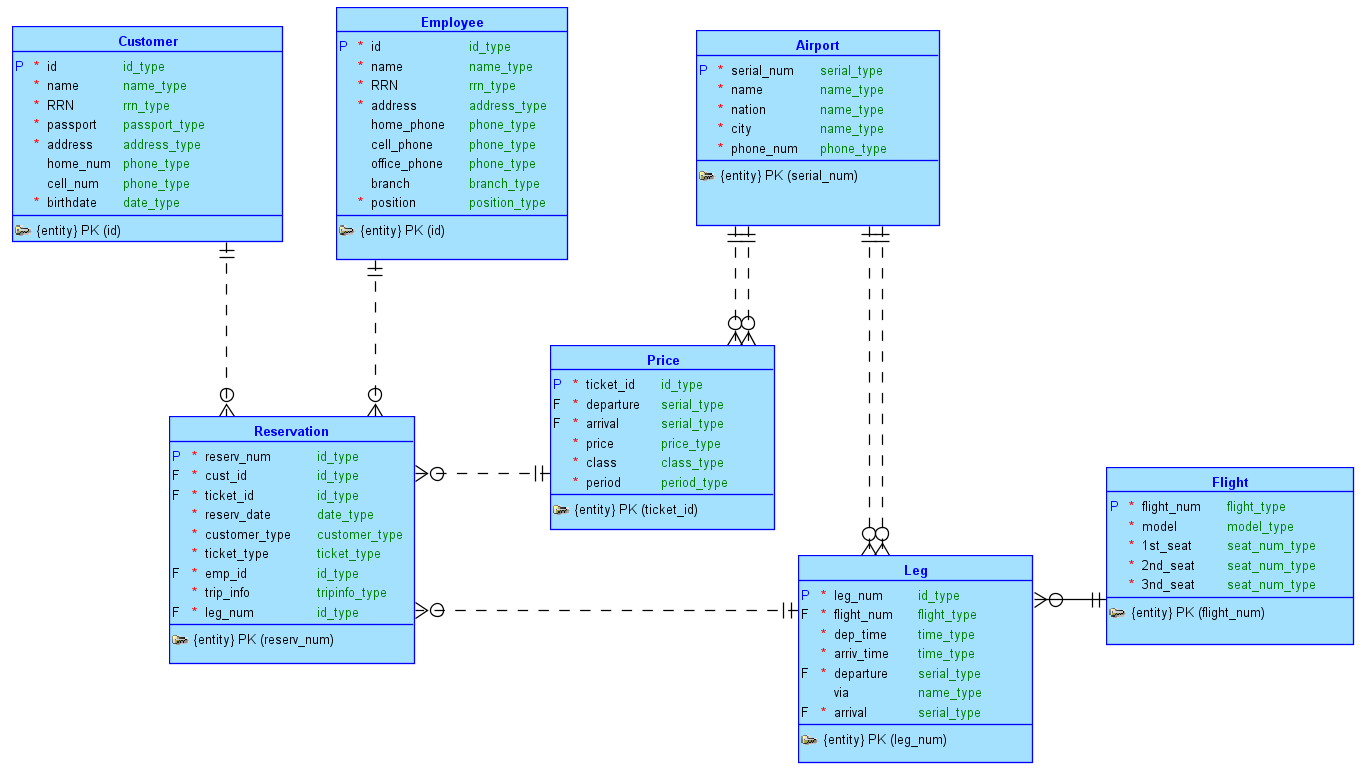 Customer
P * id id_type
* name name_type
* RRN rrn_type
* passport passport_type
* address address_type
home_num phone_type
cell_num phone_type
* birthdate date_type
{entity} PK (id)
Employee
P * id id_type
* name name_type
* RRN rrn_type
* address address_type
home_phone phone_type
cell_phone phone_type
office_phone phone_type
branch branch_type
* position position_type
{entity} PK (id)
Airport
P * serial_num serial_type
* name name_type
* nation name_type
* city name_type
* phone_num phone_type
{entity} PK (serial_num)
Price
P * ticket_id id_type
F * departure serial_type
F * arrival serial_type
* price price_type
* class class_type
* period period_type
{entity} PK (ticket_id)
Reservation
P * reserv_num id_type
F * cust_id id_type
F * ticket_id id_type
* reserv_date date_type
* customer_type customer_type
* ticket_type ticket_type
F * emp_id id_type
* trip_info tripinfo_type
F * leg_num id_type
{entity} PK (reserv_num)
Leg
P * leg_num id_type
F * flight_num flight_type
* dep_time time_type
* arriv_time time_type
F * departure serial_type
via name_type
F * arrival serial_type
{entity} PK (leg_num)
Flight
P * flight_num flight_type
* model model_type
* 1st_seat seat_num_type
* 2nd_seat seat_num_type
* 3nd_seat seat_num_type
{entity} PK (flight_num)